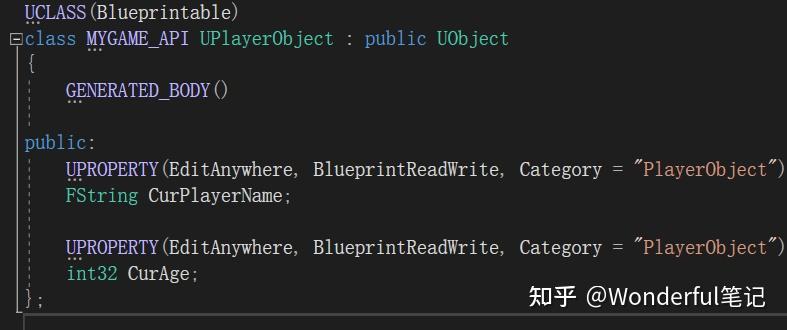 UCLASS(Blueprintable)
class MYGAME_API UPlayerObject : public UObject
{
GENERATED_BODY()
public:
UPROPERTY(EditAnywhere, BlueprintReadWrite, Category = "PlayerObject")
FString CurPlayerName;
UPROPERTY(EditAnywhere, BlueprintReadWrite, Category = "PlayerObject")
int32 CurAge;
};
知乎 @Wonderful笔记